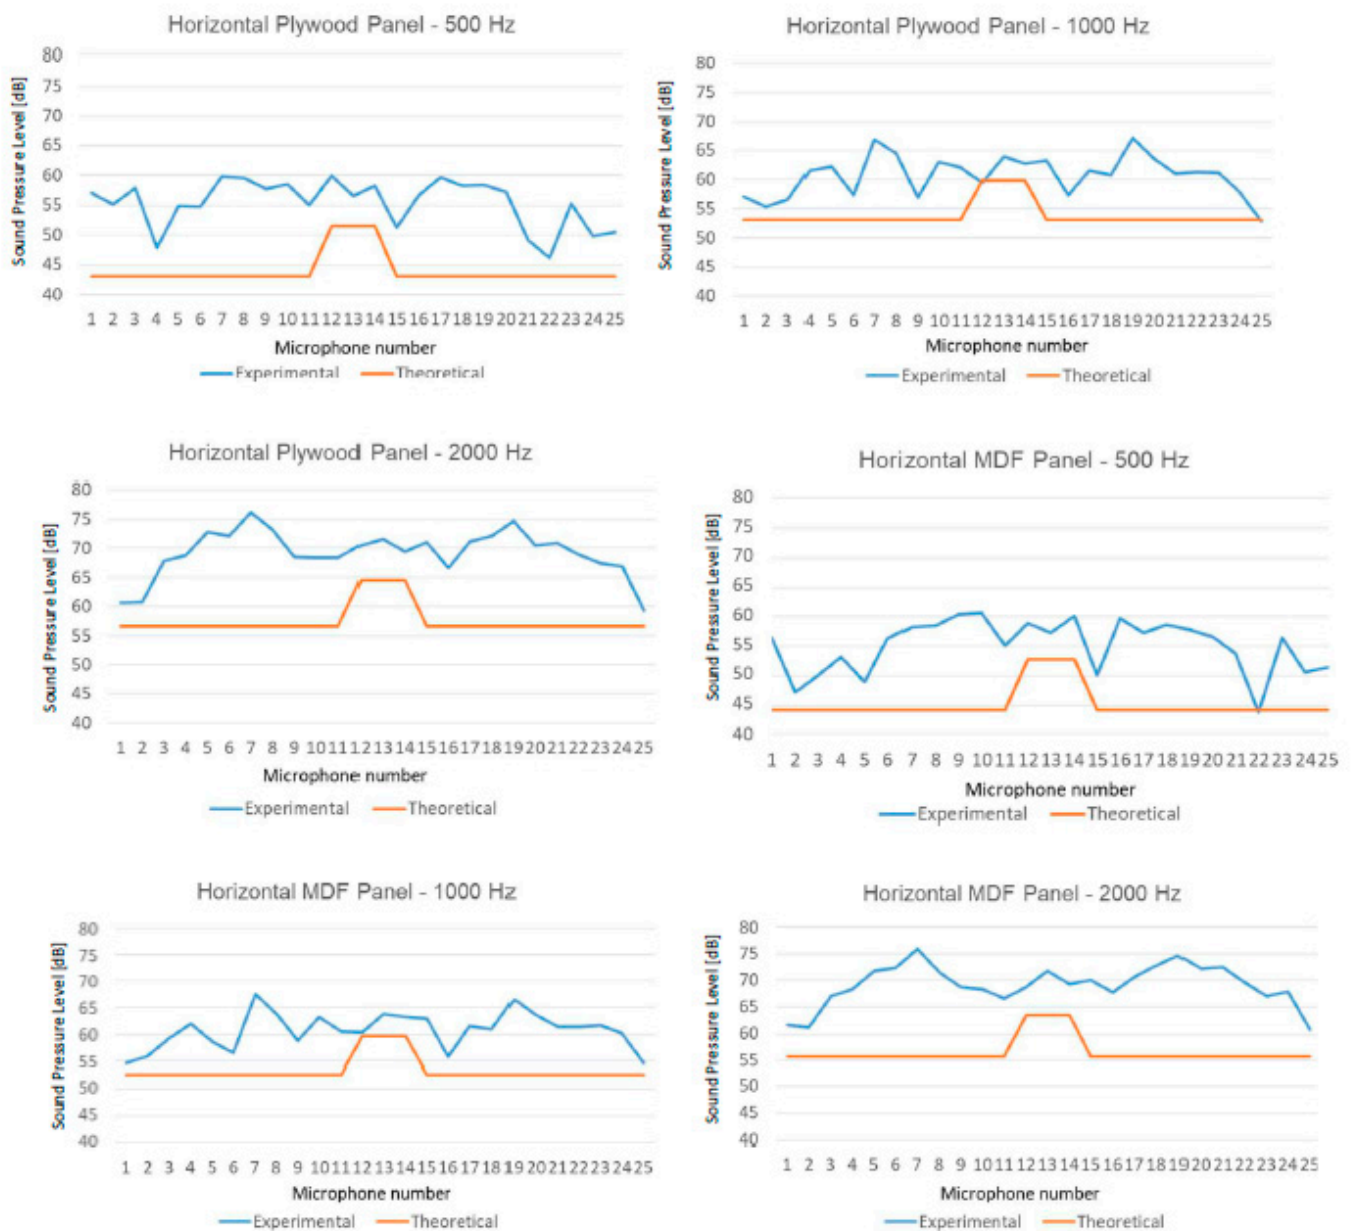 Horizontal Plywood Panel - 500 Hz
Sound Pressure Level [dB]
80
75
70
65
60
55
50
45
40
1 2 3 4 5 6 7 8 9 10 11 12 13 14 15 16 17 18 19 20 21 22 23 24 25
Microphone number
Experimental Theoretical
Horizontal Plywood Panel - 1000 Hz
Sound Pressure Level [dB]
80
75
70
65
60
55
50
45
40
1 2 3 4 5 6 7 8 9 10 11 12 13 14 15 16 17 18 19 20 21 22 23 24 25
Microphone number
Experimental Theoretical
Horizontal Plywood Panel - 2000 Hz
Sound Pressure Level [dB]
80
75
70
65
60
55
50
45
40
1 2 3 4 5 6 7 8 9 10 11 12 13 14 15 16 17 18 19 20 21 22 23 24 25
Microphone number
Experimental Theoretical
Horizontal MDF Panel - 500 Hz
Sound Pressure Level [dB]
80
75
70
65
60
55
50
45
40
1 2 3 4 5 6 7 8 9 10 11 12 13 14 15 16 17 18 19 20 21 22 23 24 25
Microphone number
Experimental Theoretical
Horizontal MDF Panel - 1000 Hz
Sound Pressure Level [dB]
80
75
70
65
60
55
50
45
40
1 2 3 4 5 6 7 8 9 10 11 12 13 14 15 16 17 18 19 20 21 22 23 24 25
Microphone number
Experimental Theoretical
Horizontal MDF Panel - 2000 Hz
Sound Pressure Level [dB]
80
75
70
65
60
55
50
45
40
1 2 3 4 5 6 7 8 9 10 11 12 13 14 15 16 17 18 19 20 21 22 23 24 25
Microphone number
Experimental Theoretical